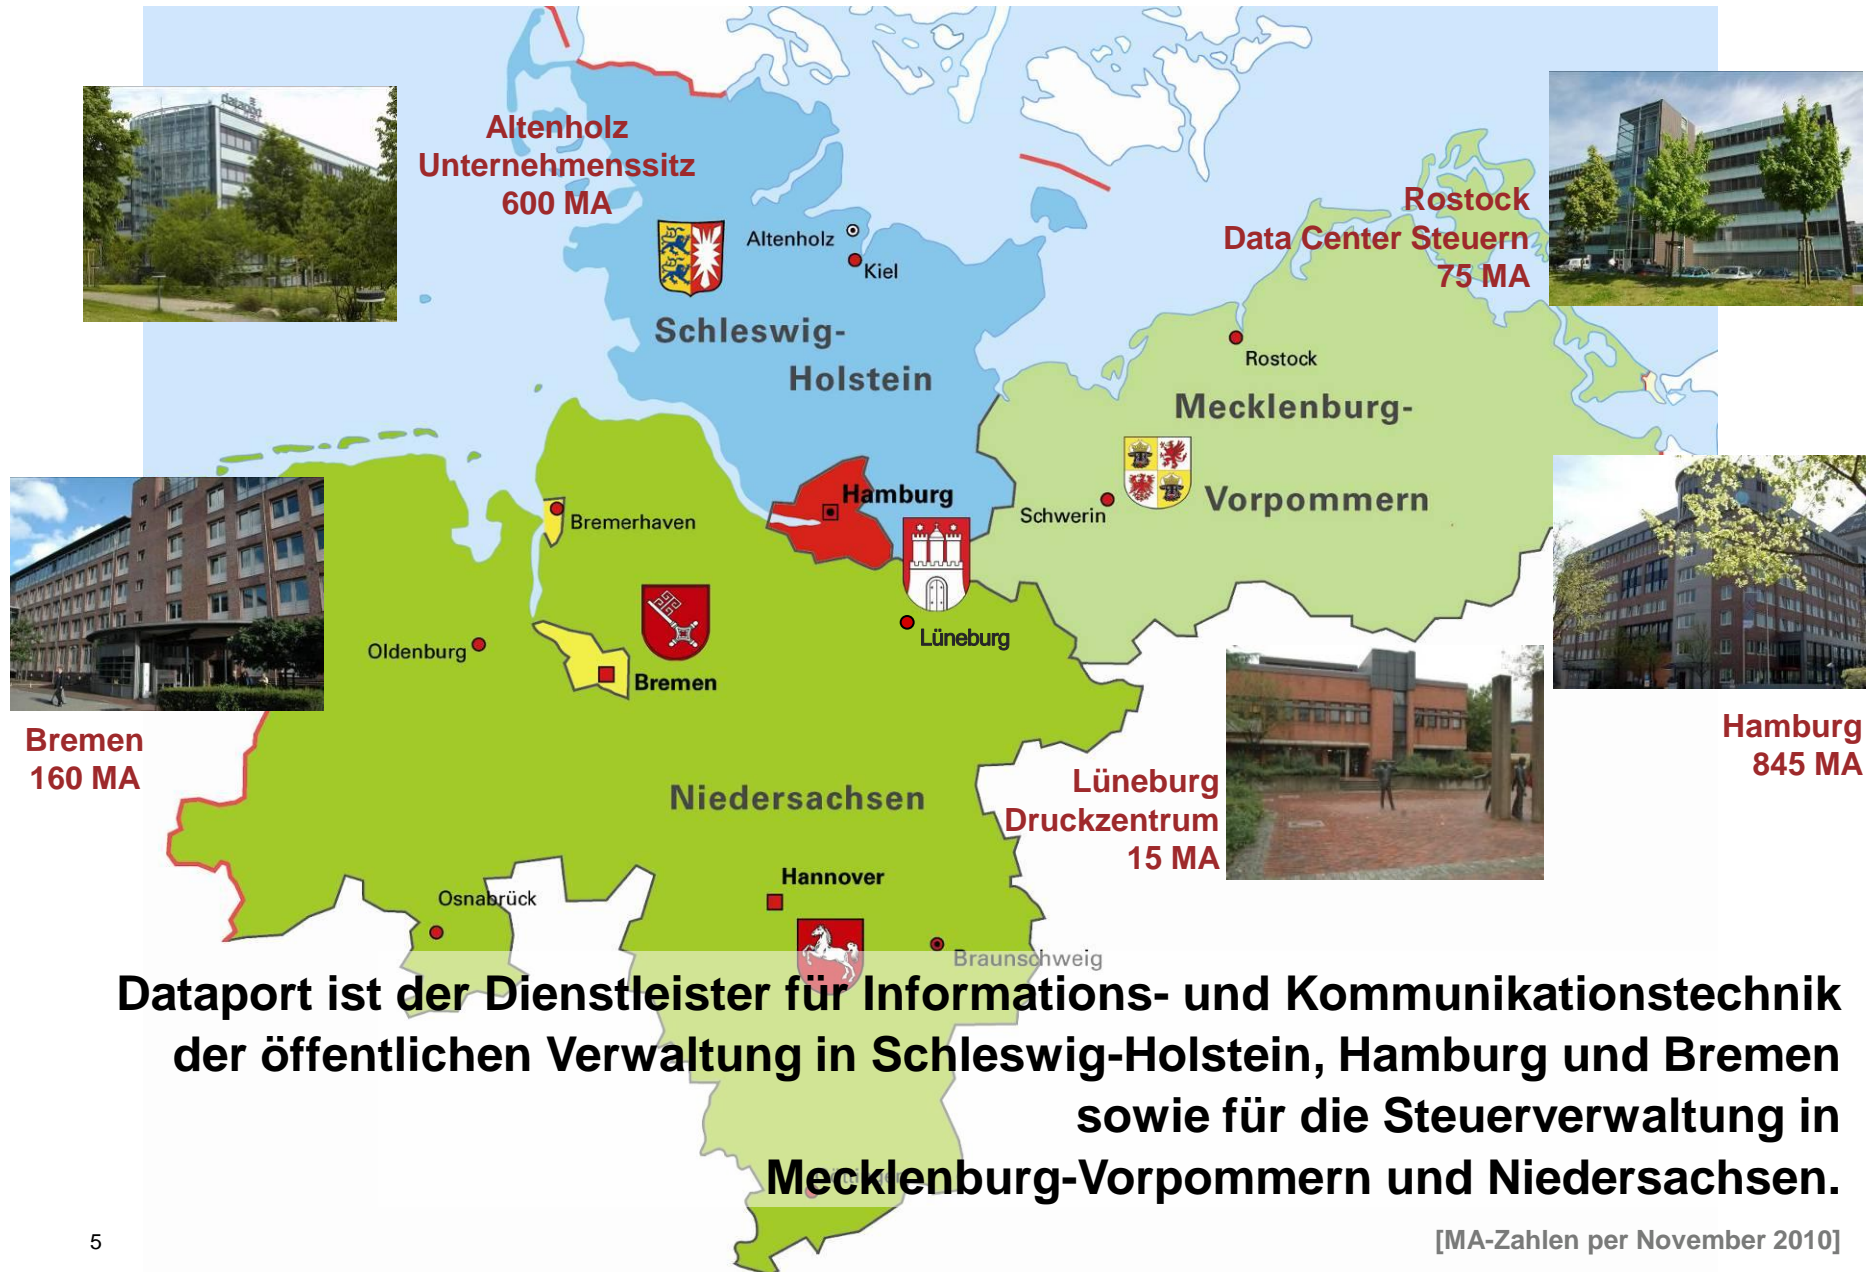 dataport
Altenholz
Unternehmenssitz
600 MA
Rostock
Data Center Steuern
75 MA
Altenholz
Kiel
Schleswig-
Holstein
Rostock
Mecklenburg-
Vorpommern
Schwerin
Hamburg
Bremerhaven
Lüneburg
Oldenburg
Bremen
Bremen
160 MA
Hamburg
845 MA
Lüneburg
Druckzentrum
15 MA
Niedersachsen
Hannover
Osnabrück
Braunschweig
Dataport ist der Dienstleister für Informations- und Kommunikationstechnik
der öffentlichen Verwaltung in Schleswig-Holstein, Hamburg und Bremen
sowie für die Steuerverwaltung in
Mecklenburg-Vorpommern und Niedersachsen.
5
[MA-Zahlen per November 2010]